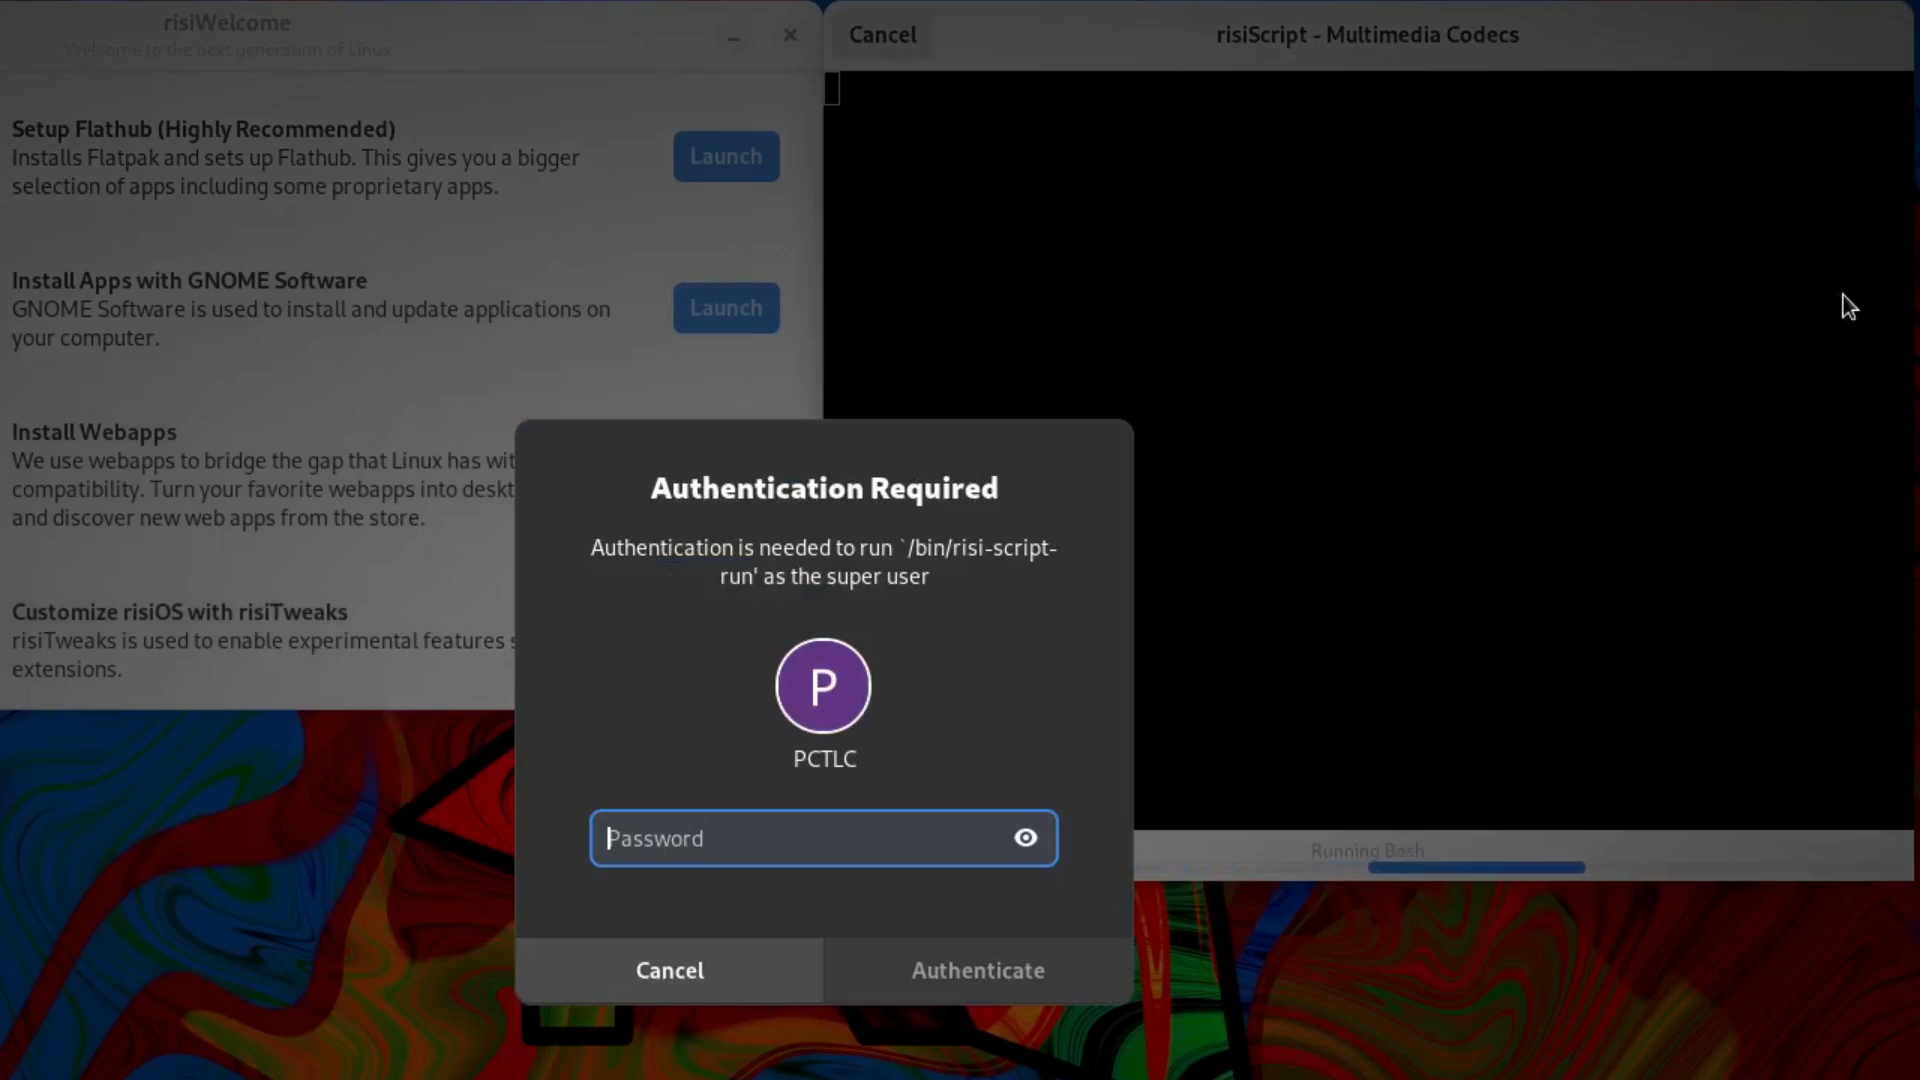 risiWelcome
Welcome to the next generation of Linux
Setup Flathub (Highly Recommended)
Installs Flatpak and sets up Flathub. This gives you a bigger
selection of apps including some proprietary apps.
Launch
Install Apps with GNOME Software
GNOME Software is used to install and update applications on
your computer.
Launch
Install Webapps
We use webapps to bridge the gap that Linux has
compatibility. Turn your favorite webapps into
and discover new web apps from the store.
Customize risiOS with risiTweaks
risiTweaks is used to enable experimental features
extensions.
Cancel
risiScript - Multimedia Codecs
Running Bash
Authentication Required
Authentication is needed to run `/bin/risi-script-
run' as the super user
P
PCTLC
Password
Cancel
Authenticate